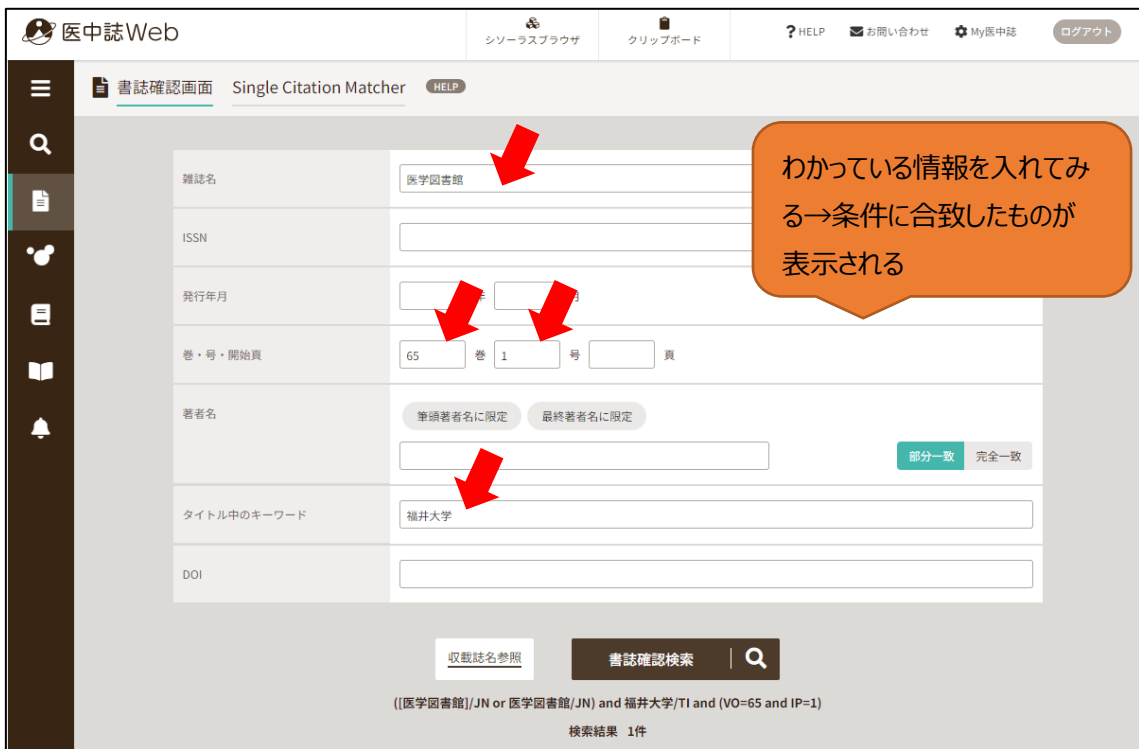 医中誌Web
シソーラスブラウザ
クリップボード
? HELP
お問い合わせ
My医中誌
ログアウト
書誌確認画面 Single Citation Matcher HELP
わかっている情報を入れてみ
る→条件に合致したものが
表示される
雑誌名 医学図書館
ISSN
発行年月
巻・号・開始頁 65 巻 1 号 頁
著者名 筆頭著者名に限定 最終著者名に限定
部分一致 完全一致
タイトル中のキーワード 福井大学
DOI
収載誌名参照 書誌確認検索
([医学図書館]/JN or 医学図書館/JN) and 福井大学/TI and (VO=65 and IP=1)
検索結果 1件